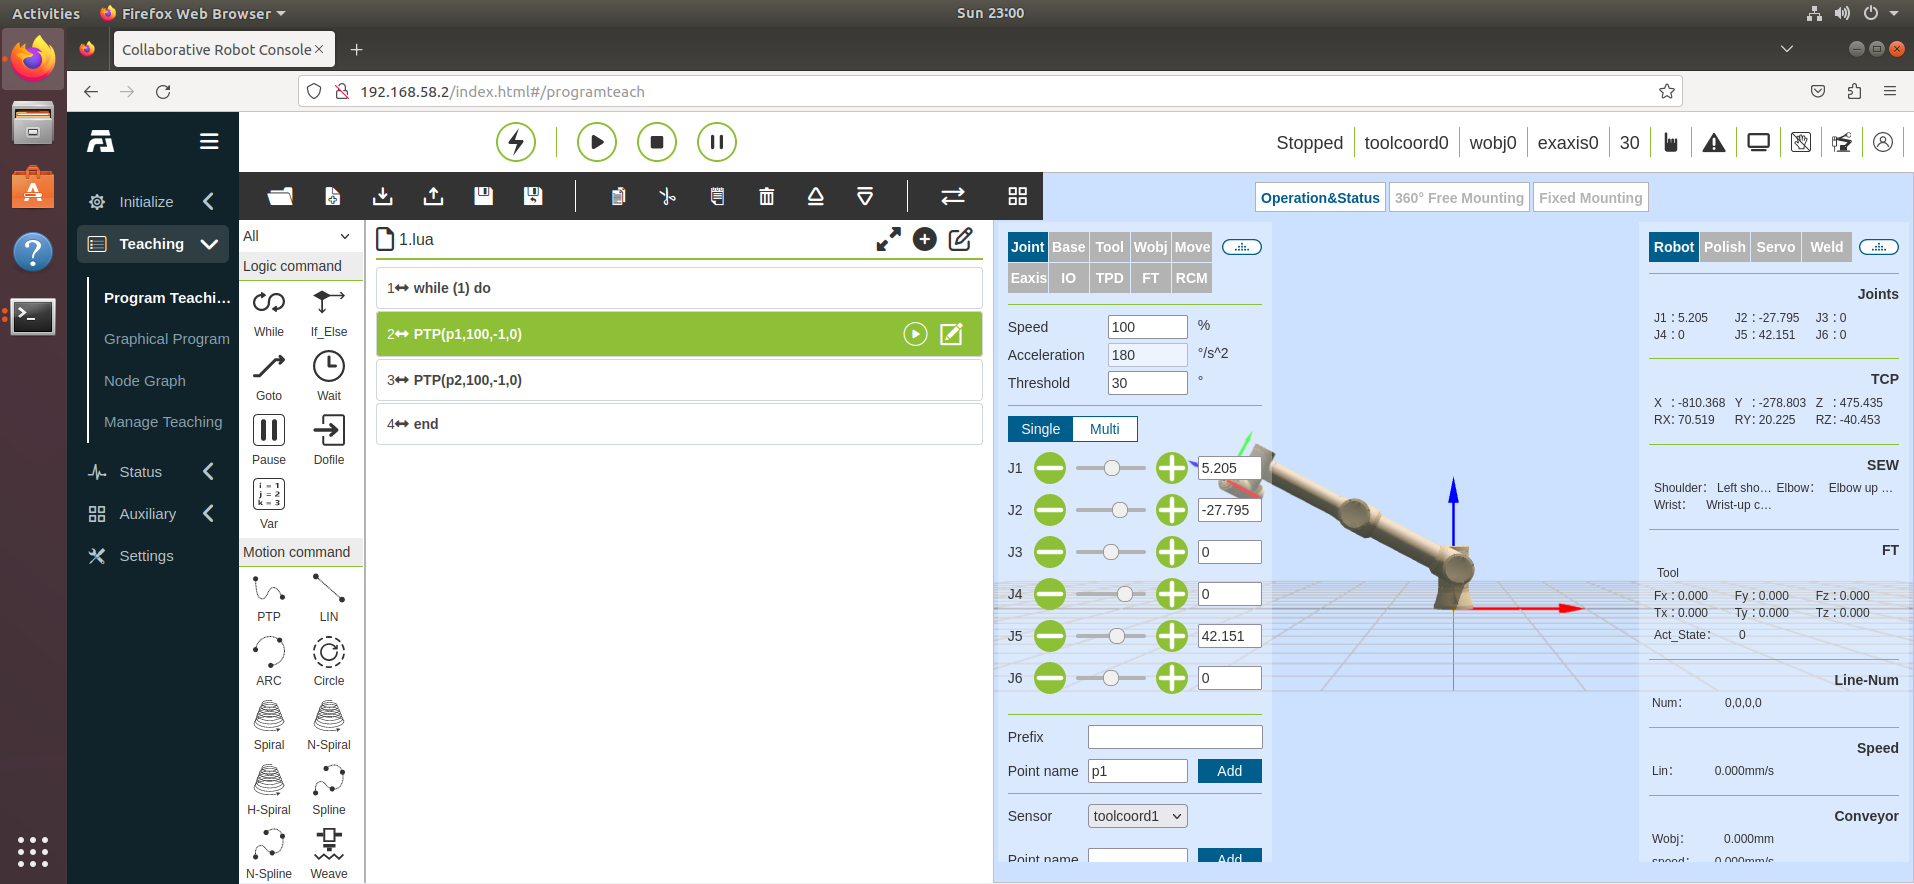 Activities
Firefox Web Browser
Sun 23:00
Collaborative Robot Console
192.168.58.2/index.html#/programteach
Stopped
toolcoord0
wobj0
exaxis0
30
Initialize
Teaching
Program Teachi...
Graphical Program
Node Graph
Manage Teaching
Status
Auxiliary
Settings
All
Logic command
While
If_Else
Goto
Wait
Pause
Dofile
i = 1
j = 2
k = 3
Var
Motion command
PTP
LIN
ARC
Circle
Spiral
N-Spiral
H-Spiral
Spline
N-Spline
Weave
1.lua
1 while (1) do
2 PTP(p1,100,-1,0)
3 PTP(p2,100,-1,0)
4 end
Operation&Status
360° Free Mounting
Fixed Mounting
Joint Base Tool Wobj Move
Eaxis IO TPD FT RCM
Speed 100 %
Acceleration 180 °/s^2
Threshold 30 °
Single Multi
J1 5.205
J2 -27.795
J3 0
J4 0
J5 42.151
J6 0
Prefix
Point name p1 Add
Sensor toolcoord1
Point name Add
Robot Polish Servo Weld
Joints
J1 : 5.205 J2 : -27.795 J3 : 0
J4 : 0 J5 : 42.151 J6 : 0
TCP
X : -810.368 Y : -278.803 Z : 475.435
RX: 70.519 RY: 20.225 RZ: -40.453
SEW
Shoulder: Left sho... Elbow: Elbow up ...
Wrist: Wrist-up c...
FT
Tool
Fx : 0.000 Fy : 0.000 Fz : 0.000
Tx : 0.000 Ty : 0.000 Tz : 0.000
Act_State: 0
Line-Num
Num: 0,0,0,0
Speed
Lin: 0.000mm/s
Conveyor
Wobj: 0.000mm
speed: 0.000mm/s